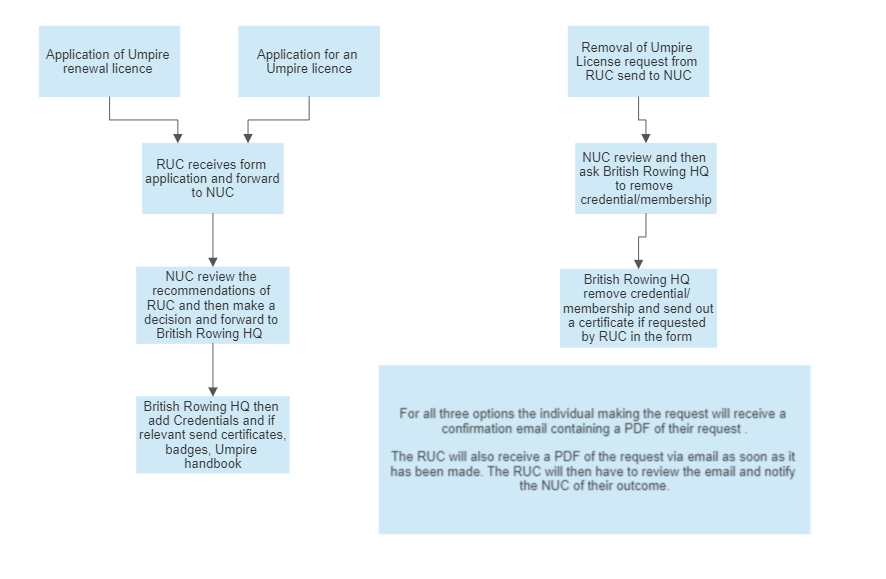 Application of Umpire
renewal licence
Application for an
Umpire licence
RUC receives form
application and forward
to NUC
NUC review the
recommendations of
RUC and then make a
decision and forward to
British Rowing HQ
British Rowing HQ then
add Credentials and if
relevant send certificates,
badges, Umpire
handbook
Removal of Umpire
License request from
RUC send to NUC
NUC review and then
ask British Rowing HQ
to remove
credential/membership
British Rowing HQ
remove credential/
membership and send out
a certificate if requested
by RUC in the form
For all three options the individual making the request will receive a
confirmation email containing a PDF of their request .
The RUC will also receive a PDF of the request via email as soon as it
has been made. The RUC will then have to review the email and notify
the NUC of their outcome.